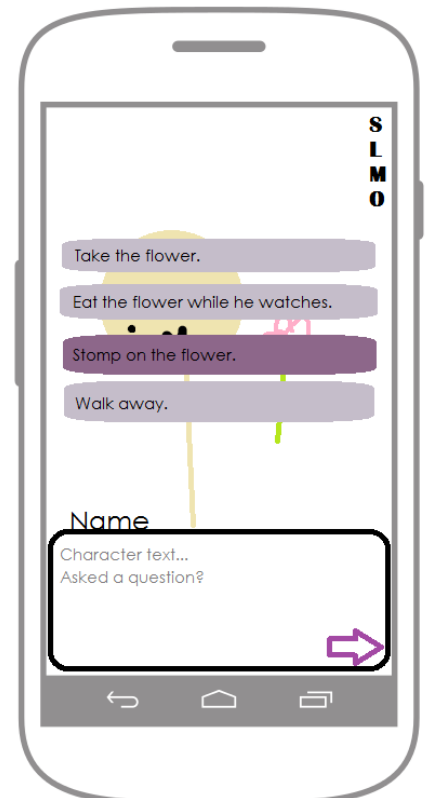 S
L
M
O
Take the flower.
Eat the flower while he watches.
Stomp on the flower.
Walk away.
Name
Character text...
Asked a question?